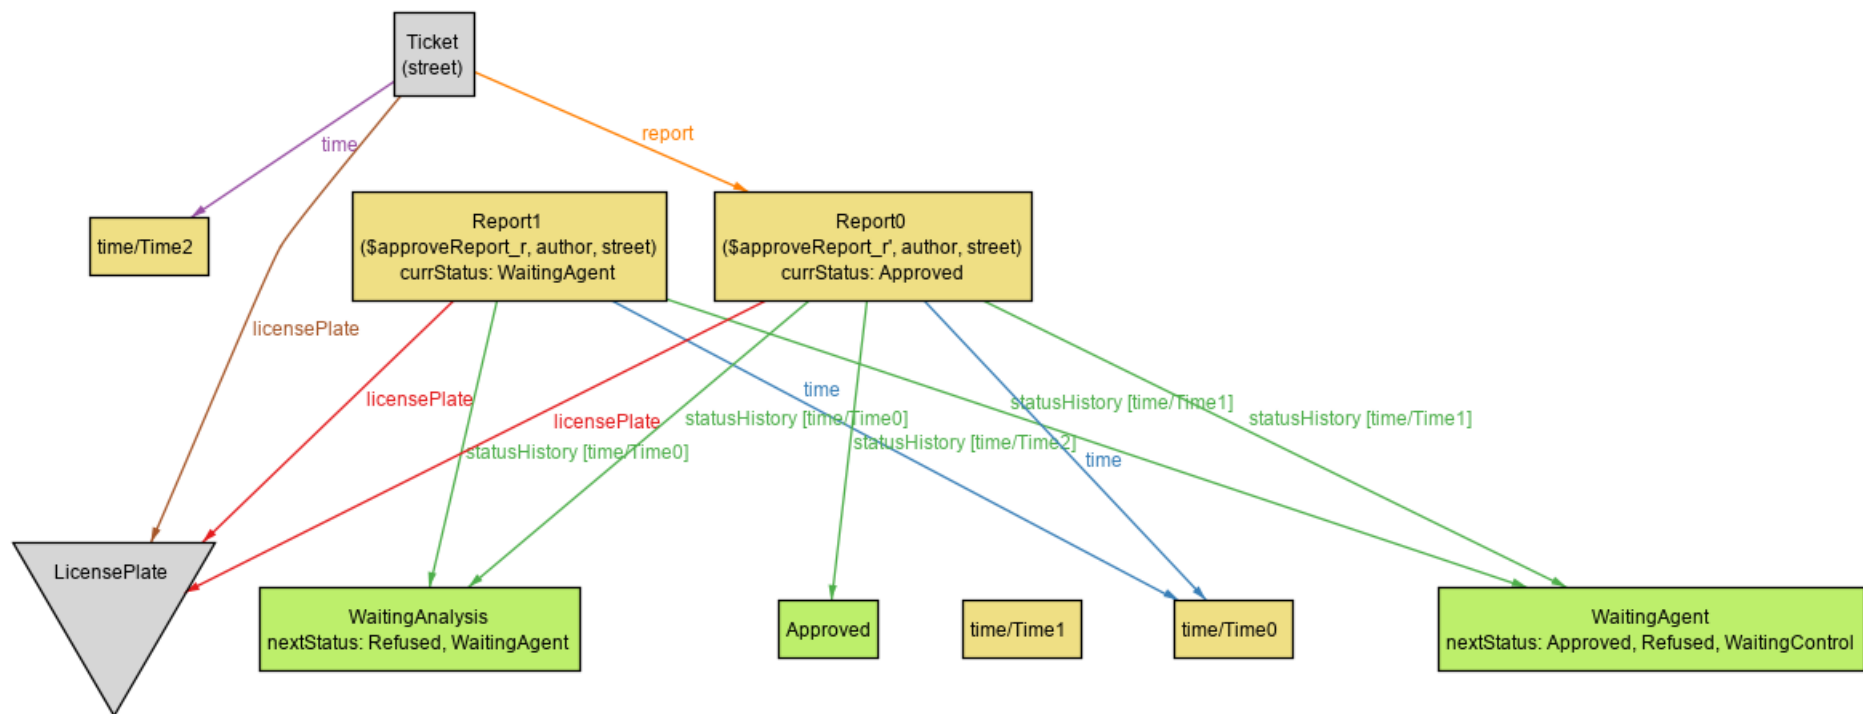 Ticket
(street)
time
report
time/Time2
Report1
($approveReport_r, author, street)
currStatus: WaitingAgent
Report0
($approveReport_r', author, street)
currStatus: Approved
licensePlate
licensePlate
time
statusHistory [time/Time1]
statusHistory [time/Time0]
statusHistory [time/Time1]
licensePlate
statusHistory [time/Time2]
statusHistory [time/Time0]
time
LicensePlate
WaitingAnalysis
nextStatus: Refused, WaitingAgent
Approved
time/Time1
time/Time0
WaitingAgent
nextStatus: Approved, Refused, WaitingControl